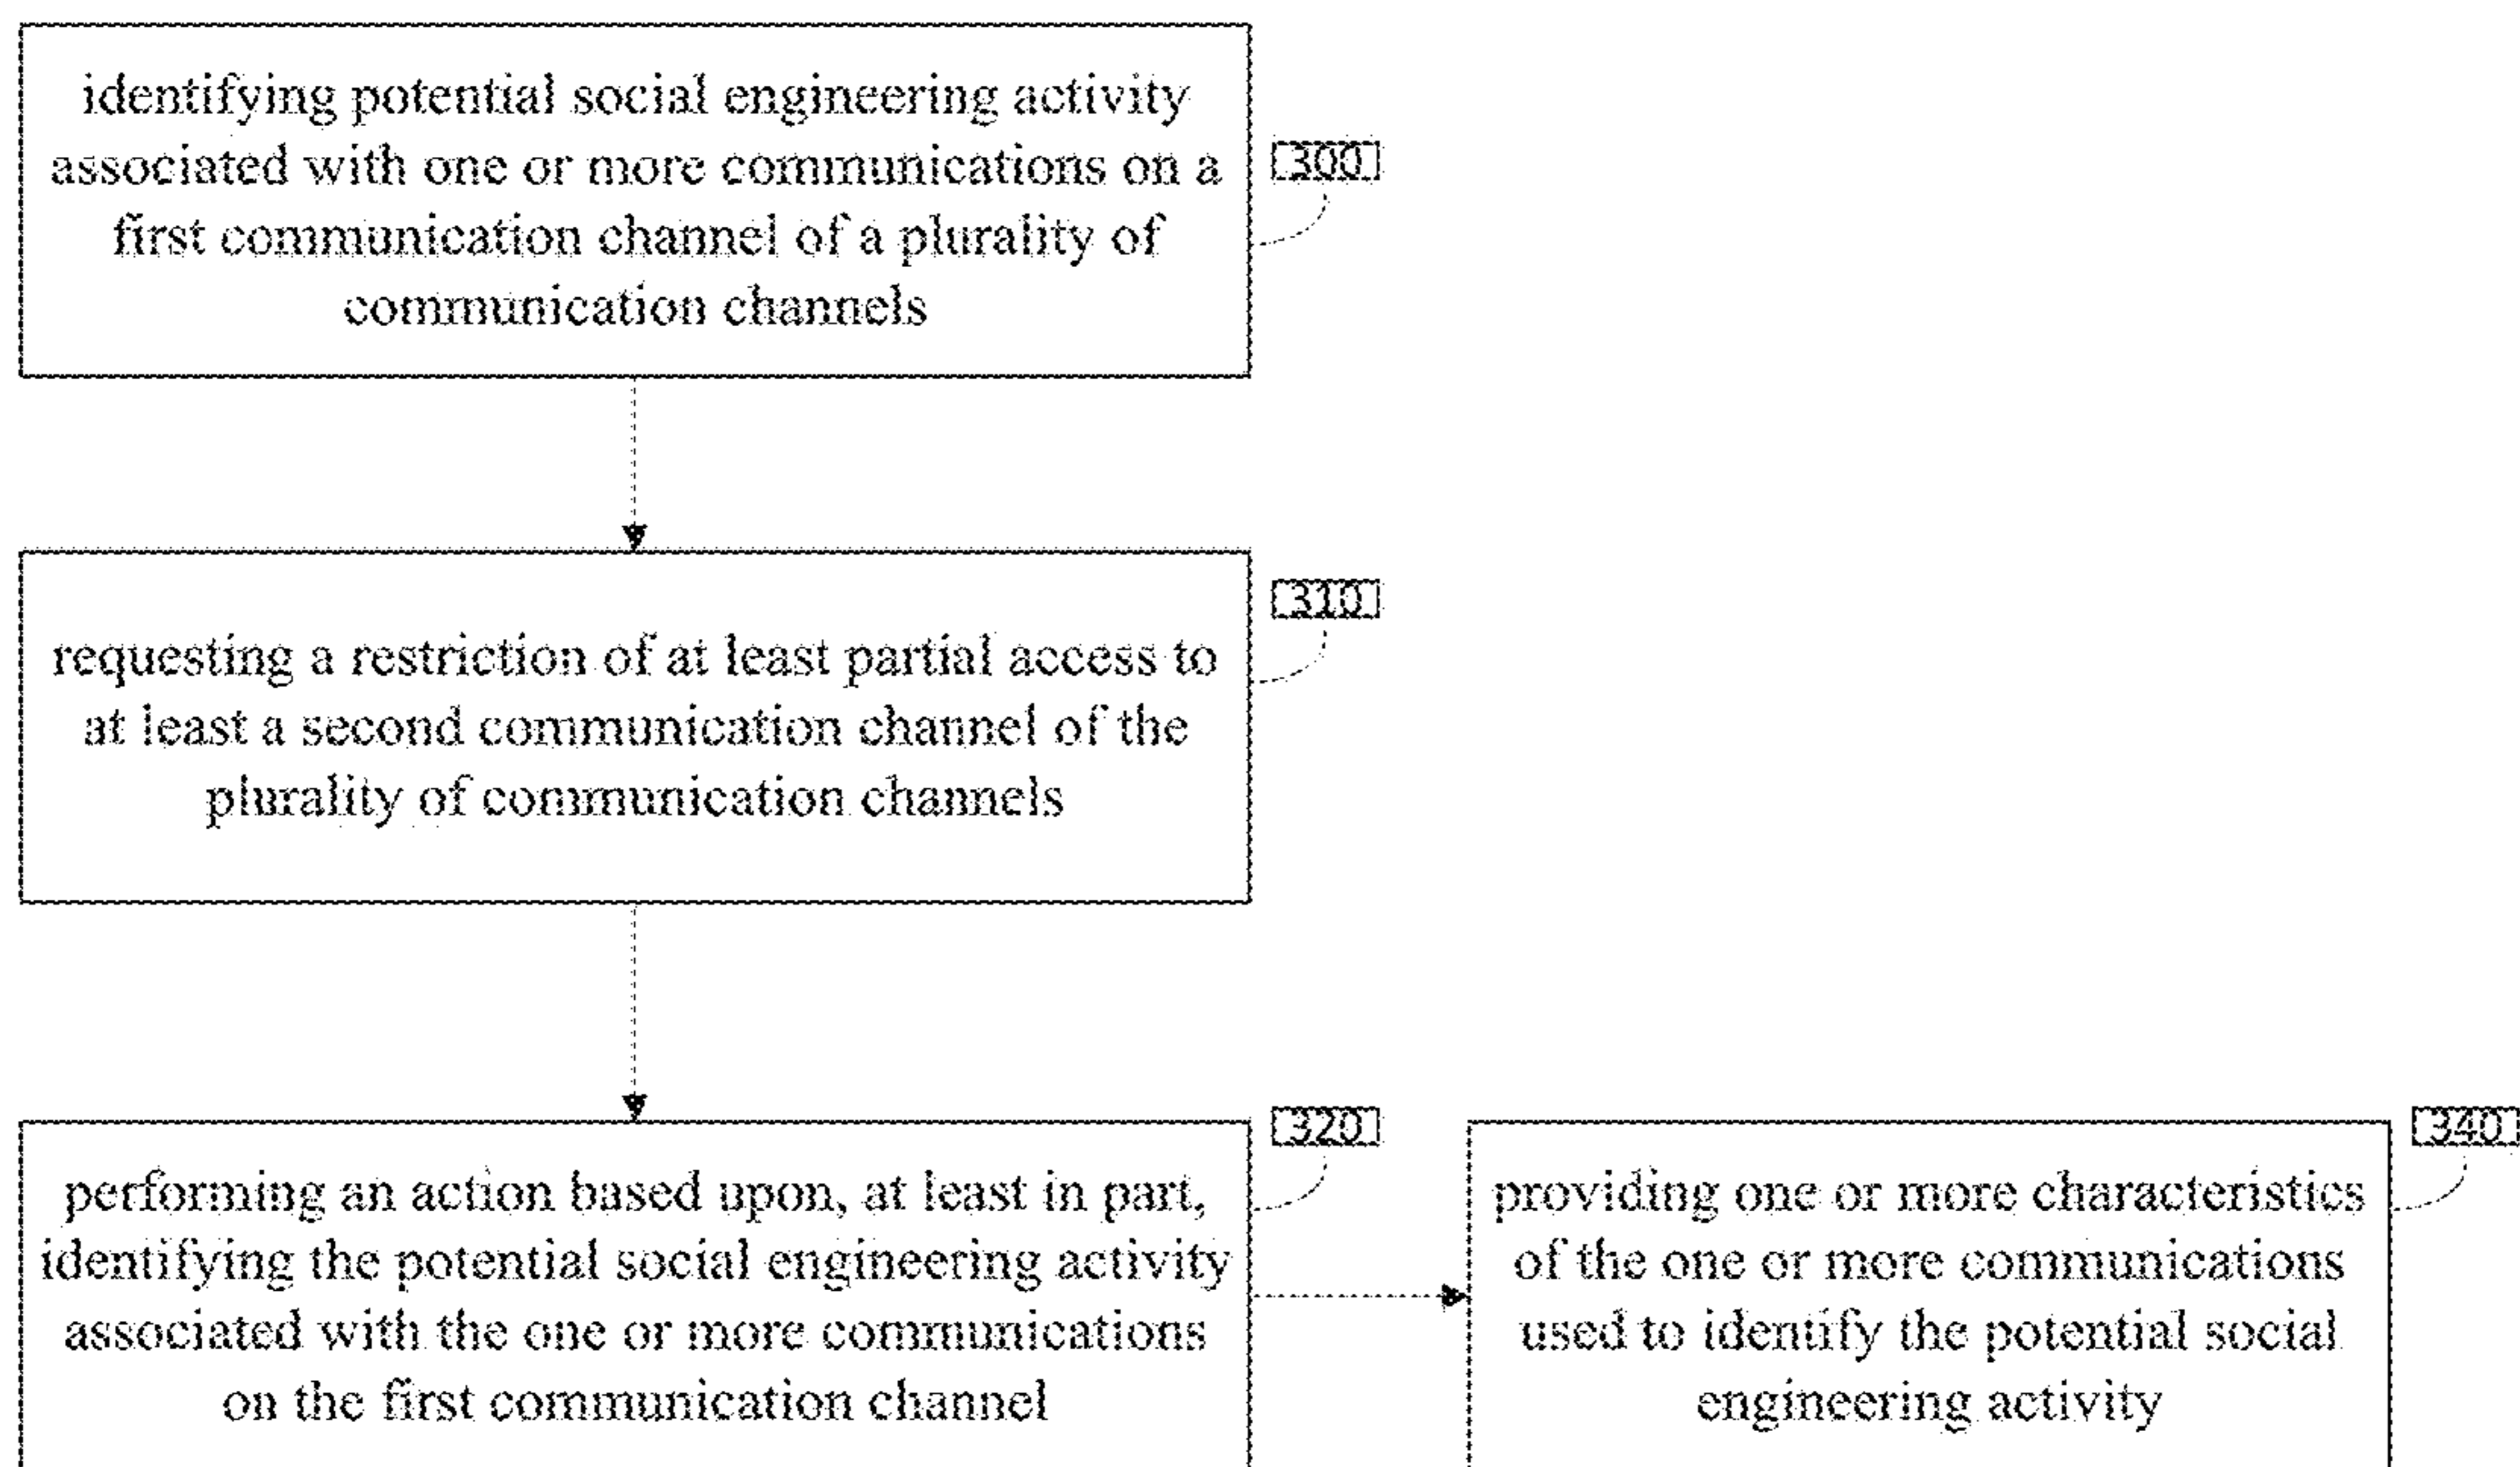 identifying potential social engineering activity
associated with one or more communications on a
first communication channel of a plurality of
communication channels
300
requesting a restriction of at least partial access to
at least a second communication channel of the
plurality of communication channels
310
performing an action based upon, at least in part,
identifying the potential social engineering activity
associated with the one or more communications
on the first communication channel
320
providing one or more characteristics
of the one or more communications
used to identify the potential social
engineering activity
340